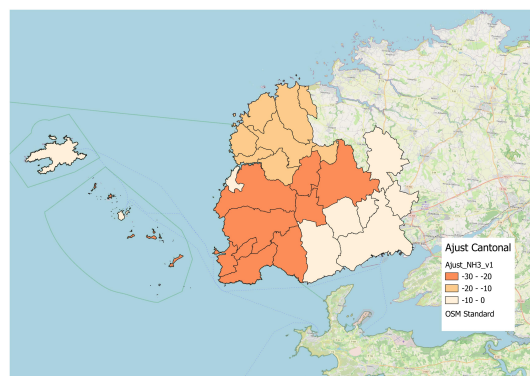 Ajust Cantonal
Ajust_NH3_v1
-30 - -20
-20 - -10
-10 - 0
OSM Standard